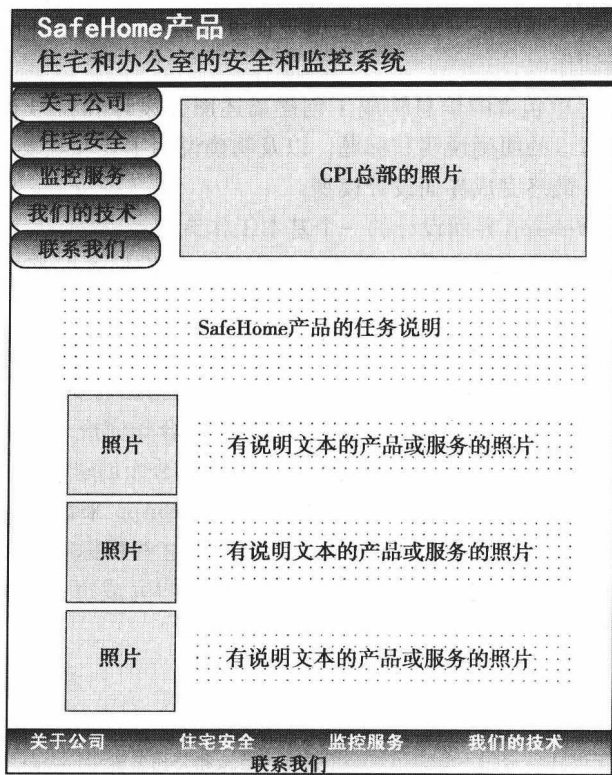 SafeHome产品
住宅和办公室的安全和监控系统
关于公司
住宅安全
监控服务
我们的技术
联系我们
CPI总部的照片
SafeHome产品的任务说明
照片
有说明文本的产品或服务的照片
照片
有说明文本的产品或服务的照片
照片
有说明文本的产品或服务的照片
关于公司 住宅安全 监控服务 我们的技术
联系我们